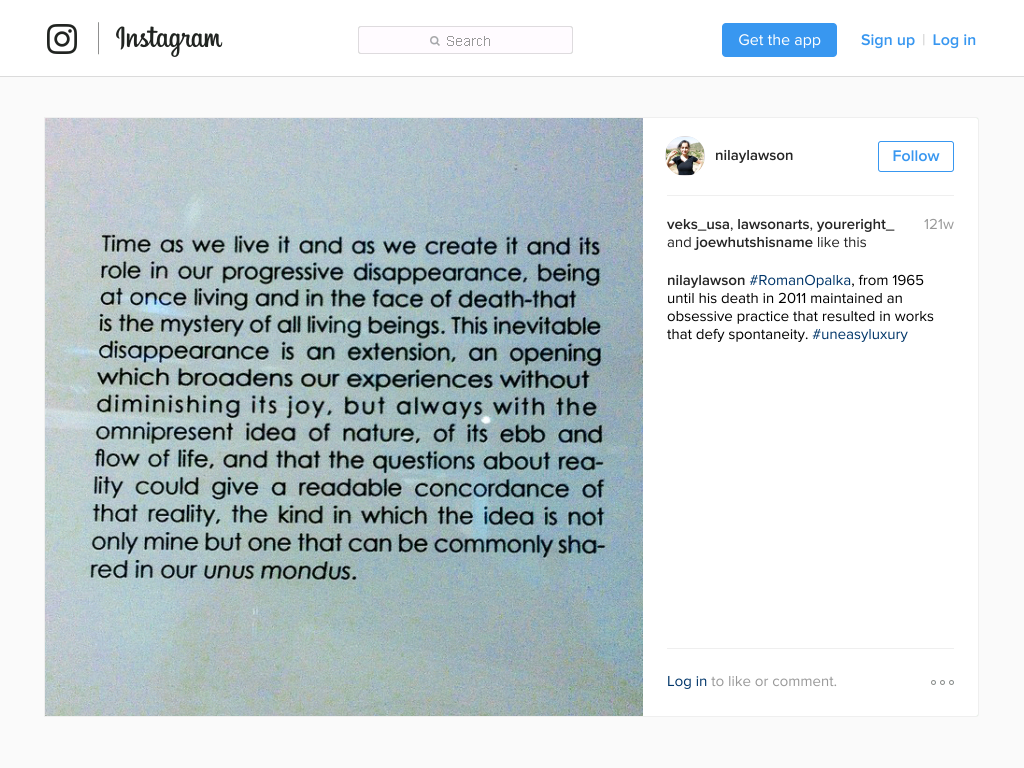 Instagram
Search
Get the app
Sign up
Log in
Time as we live it and as we create it and its
role in our progressive disappearance, being
at once living and in the face of death-that
is the mystery of all living beings. This inevitable
disappearance is an extension, an opening
which broadens our experiences without
diminishing its joy, but always with the
omnipresent idea of nature, of its ebb and
flow of life, and that the questions about rea-
lity could give a readable concordance of
that reality, the kind in which the idea is not
only mine but one that can be commonly sha-
red in our unus mondus.
nilaylawson
Follow
veks_usa, lawsonarts, youreright_ 121w
and joewhutshisname like this
nilaylawson #RomanOpalka, from 1965
until his death in 2011 maintained an
obsessive practice that resulted in works
that defy spontaneity. #uneasyluxury
Log in to like or comment.